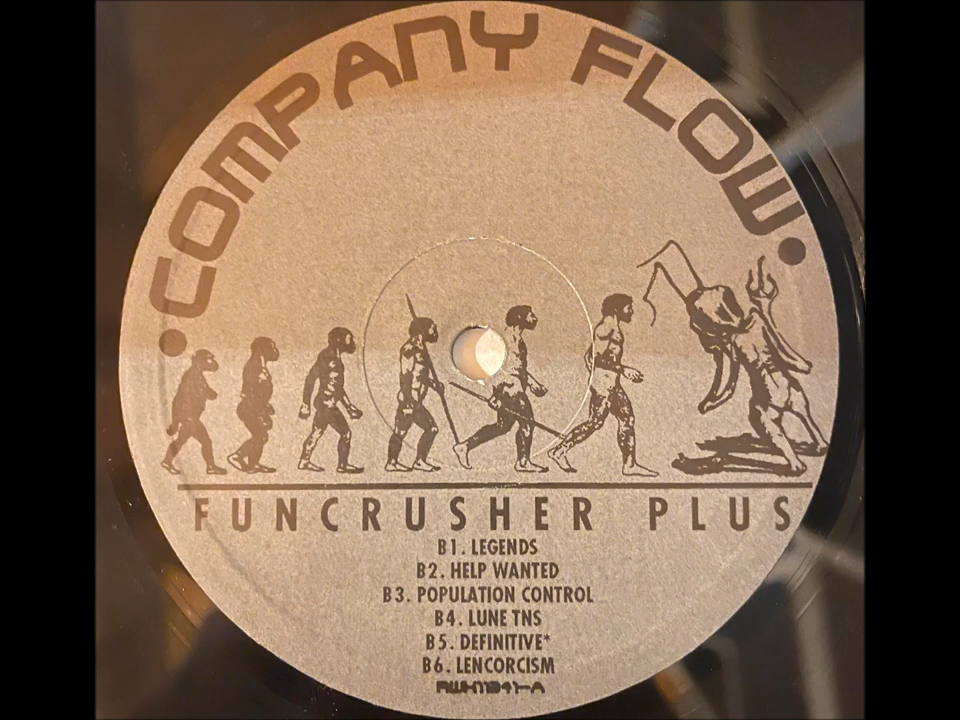 •COMPANY FLOW•
FUNCRUSHER PLUS
B1. LEGENDS
B2. HELP WANTED
B3. POPULATION CONTROL
B4. LUNE TNS
B5. DEFINITIVE*
B6. LENCORCISM